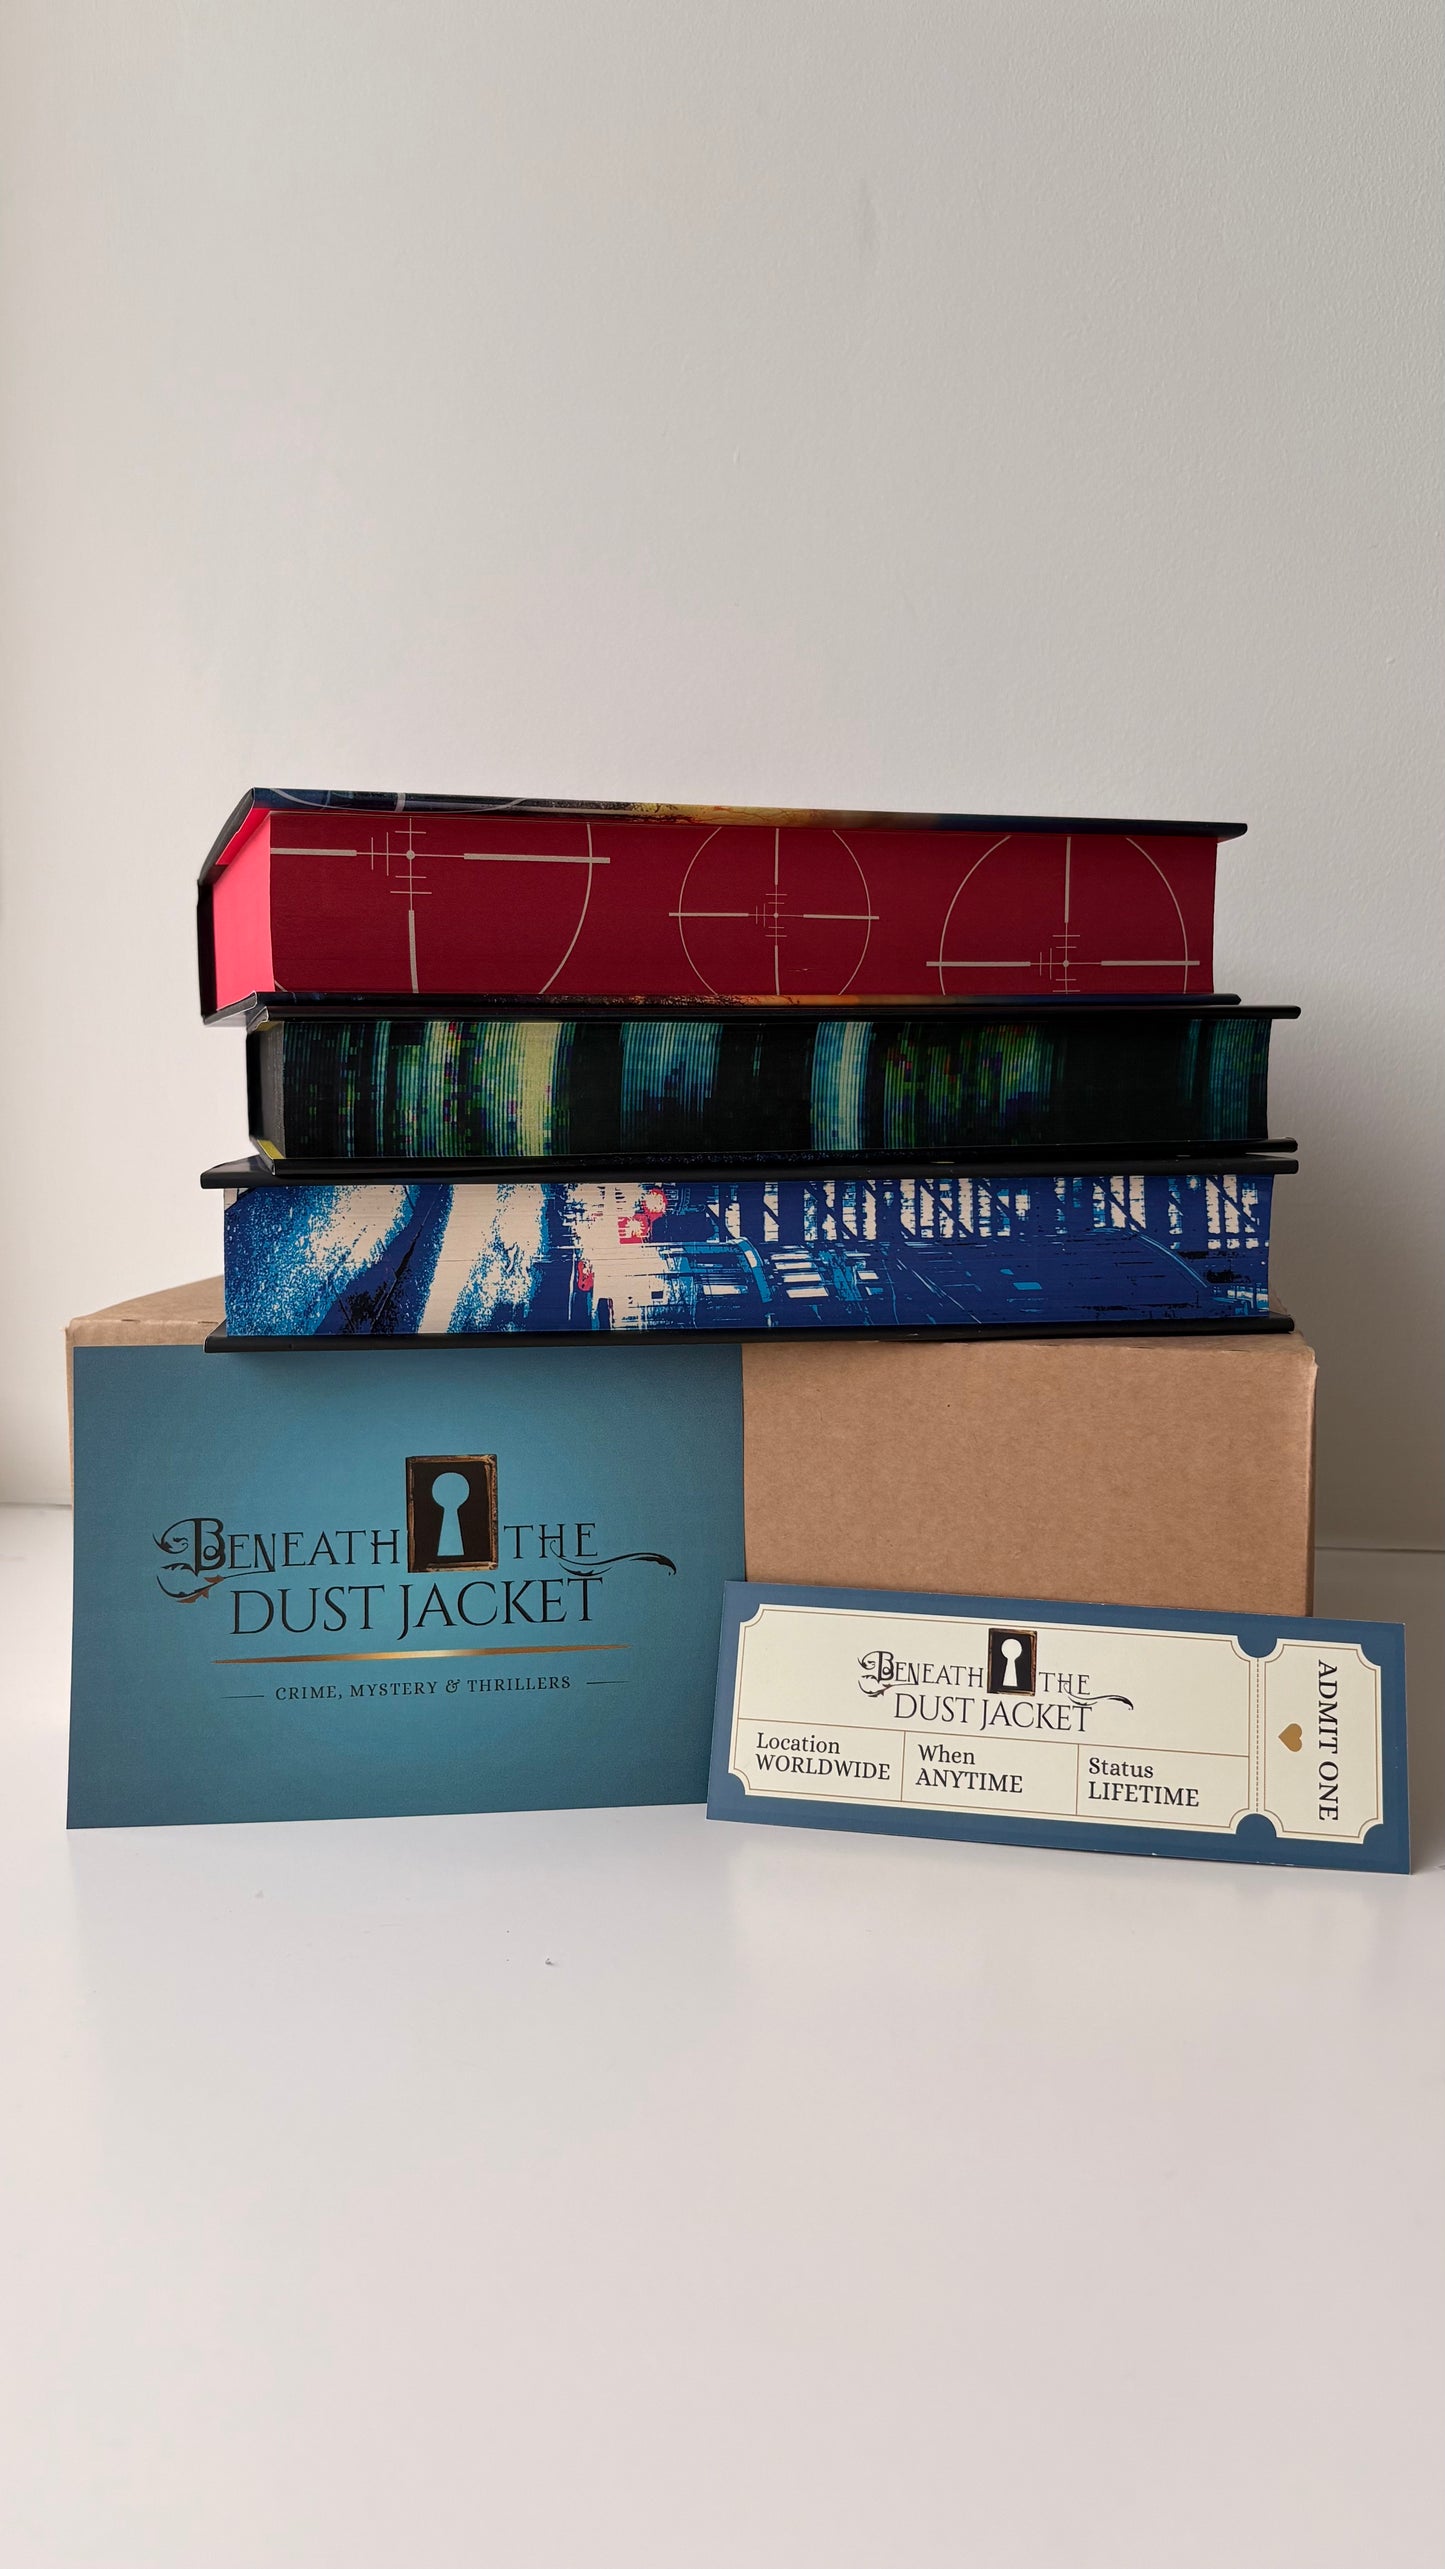 BENEATH THE
DUST JACKET
CRIME, MYSTERY & THRILLERS
BENEATH THE
DUST JACKET
Location
WORLDWIDE
When
ANYTIME
Status
LIFETIME
ADMIT ONE